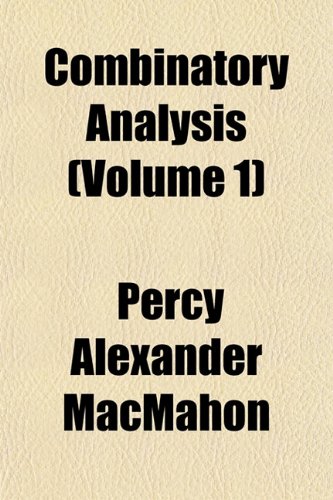 Combinatory
Analysis
(Volume 1)
Percy
Alexander
MacMahon